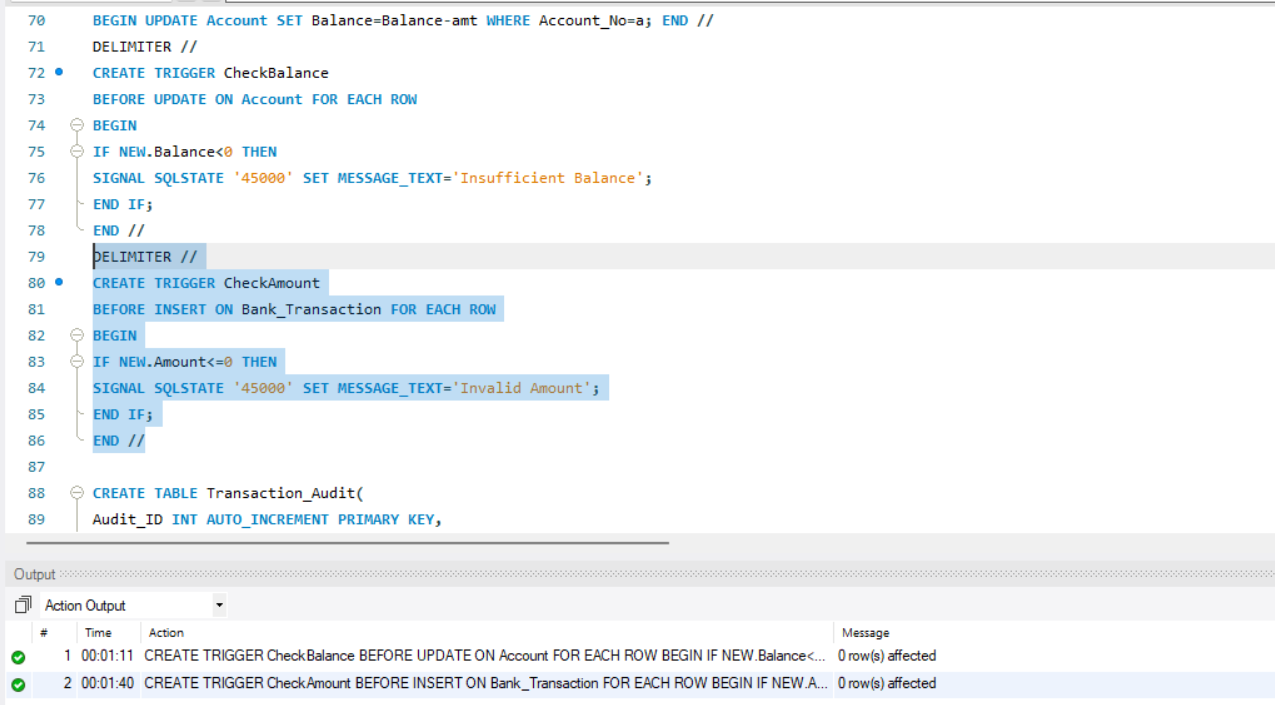 70 BEGIN UPDATE Account SET Balance=Balance-amt WHERE Account_No=a; END //
71 DELIMITER //
72 CREATE TRIGGER CheckBalance
73 BEFORE UPDATE ON Account FOR EACH ROW
74 BEGIN
75 IF NEW.Balance<0 THEN
76 SIGNAL SQLSTATE '45000' SET MESSAGE_TEXT='Insufficient Balance';
77 END IF;
78 END //
79 DELIMITER //
80 CREATE TRIGGER CheckAmount
81 BEFORE INSERT ON Bank_Transaction FOR EACH ROW
82 BEGIN
83 IF NEW.Amount<=0 THEN
84 SIGNAL SQLSTATE '45000' SET MESSAGE_TEXT='Invalid Amount';
85 END IF;
86 END //
87
88 CREATE TABLE Transaction_Audit(
89 Audit_ID INT AUTO_INCREMENT PRIMARY KEY,
Output
Action Output
# Time Action Message
1 00:01:11 CREATE TRIGGER CheckBalance BEFORE UPDATE ON Account FOR EACH ROW BEGIN IF NEW.Balance<... 0 row(s) affected
2 00:01:40 CREATE TRIGGER CheckAmount BEFORE INSERT ON Bank_Transaction FOR EACH ROW BEGIN IF NEW.A... 0 row(s) affected